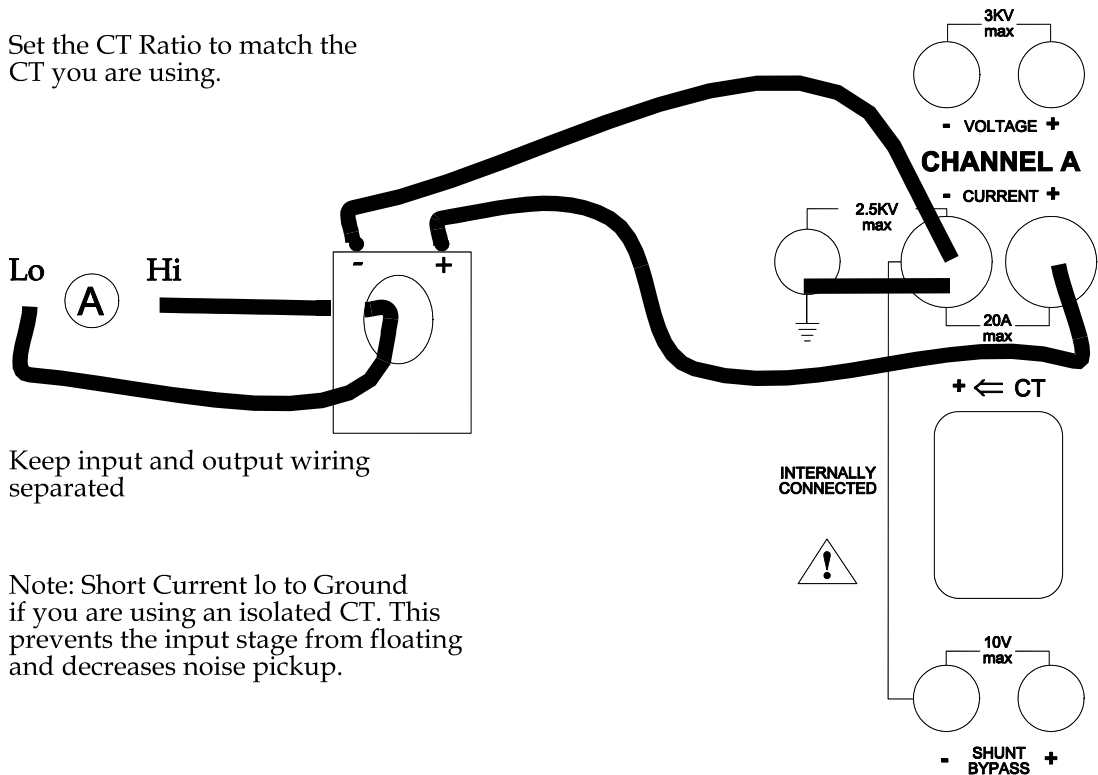 Set the CT Ratio to match the
CT you are using.
3KV
max
- VOLTAGE +
CHANNEL A
- CURRENT +
2.5KV
max
Lo
A
Hi
- +
20A
max
+ ⇐ CT
Keep input and output wiring
separated
INTERNALLY
CONNECTED
!
Note: Short Current lo to Ground
if you are using an isolated CT. This
prevents the input stage from floating
and decreases noise pickup.
10V
max
- SHUNT +
BYPASS